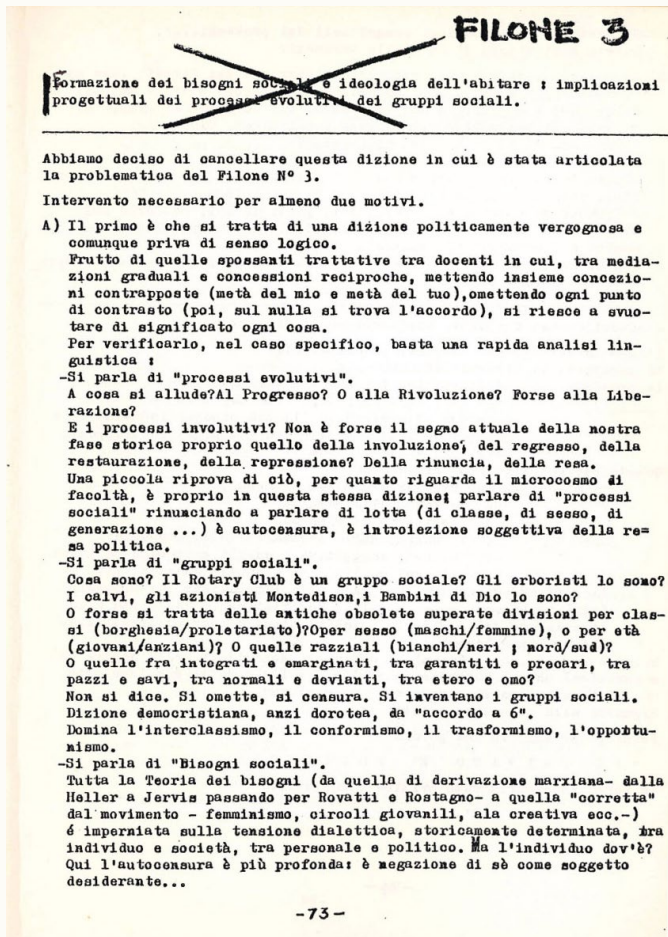 FILONE 3
Formazione dei bisogni sociali e ideologia dell'abitare : implicazioni
progettuali dei processi evolutivi dei gruppi sociali.
Abbiamo deciso di cancellare questa dizione in cui è stata articolata
la problematica del Filone N° 3.
Intervento necessario per almeno due motivi.
A) Il primo è che si tratta di una dizione politicamente vergognosa e
comunque priva di senso logico.
Frutto di quelle spossanti trattative tra docenti in cui, tra media-
zioni graduali e concessioni reciproche, mettendo insieme concezio-
ni contrapposte (metà del mio e metà del tuo),omettendo ogni punto
di contrasto (poi, sul nulla si trova l'accordo), si riesce a svuo-
tare di significato ogni cosa.
Per verificarlo, nel caso specifico, basta una rapida analisi lin-
guistica :
-Si parla di "processi evolutivi".
A cosa si allude?Al Progresso? O alla Rivoluzione? Forse alla Libe-
razione?
E i processi involutivi? Non è forse il segno attuale della nostra
fase storica proprio quello della involuzione, del regresso, della
restaurazione, della repressione? Della rinuncia, della resa.
Una piccola riprova di ciò, per quanto riguarda il microcosmo di
facoltà, è proprio in questa stessa dizione; parlare di "processi
sociali" rinunciando a parlare di lotta (di classe, di sesso, di
generazione ...) è autocensura, è introiezione soggettiva della re=
sa politica.
-Si parla di "gruppi sociali".
Cosa sono? Il Rotary Club è un gruppo sociale? Gli erboristi lo sono?
I calvi, gli azionisti Montedison,i Bambini di Dio lo sono?
O forse si tratta delle antiche obsolete superate divisioni per clas-
si (borghesia/proletariato)?Oper sesso (maschi/femmine), o per età
(giovani/anziani)? O quelle razziali (bianchi/neri ; nord/sud)?
O quelle fra integrati e emarginati, tra garantiti e precari, tra
pazzi e savi, tra normali e devianti, tra etero e omo?
Non si dice. Si omette, si censura. Si inventano i gruppi sociali.
Dizione democristiana, anzi dorotea, da "accordo a 6".
Domina l'interclassismo, il conformismo, il trasformismo, l'opportu-
nismo.
-Si parla di "Bisogni sociali".
Tutta la Teoria dei bisogni (da quella di derivazione marxiana- dalla
Heller a Jervis passando per Rovatti e Rostagno- a quella "corretta"
dal movimento - femminismo, circoli giovanili, ala creativa ecc.-)
é imperniata sulla tensione dialettica, storicamente determinata, tra
individuo e società, tra personale e politico. Ma l'individuo dov'è?
Qui l'autocensura è più profonda: è negazione di sè come soggetto
desiderante...
-73-